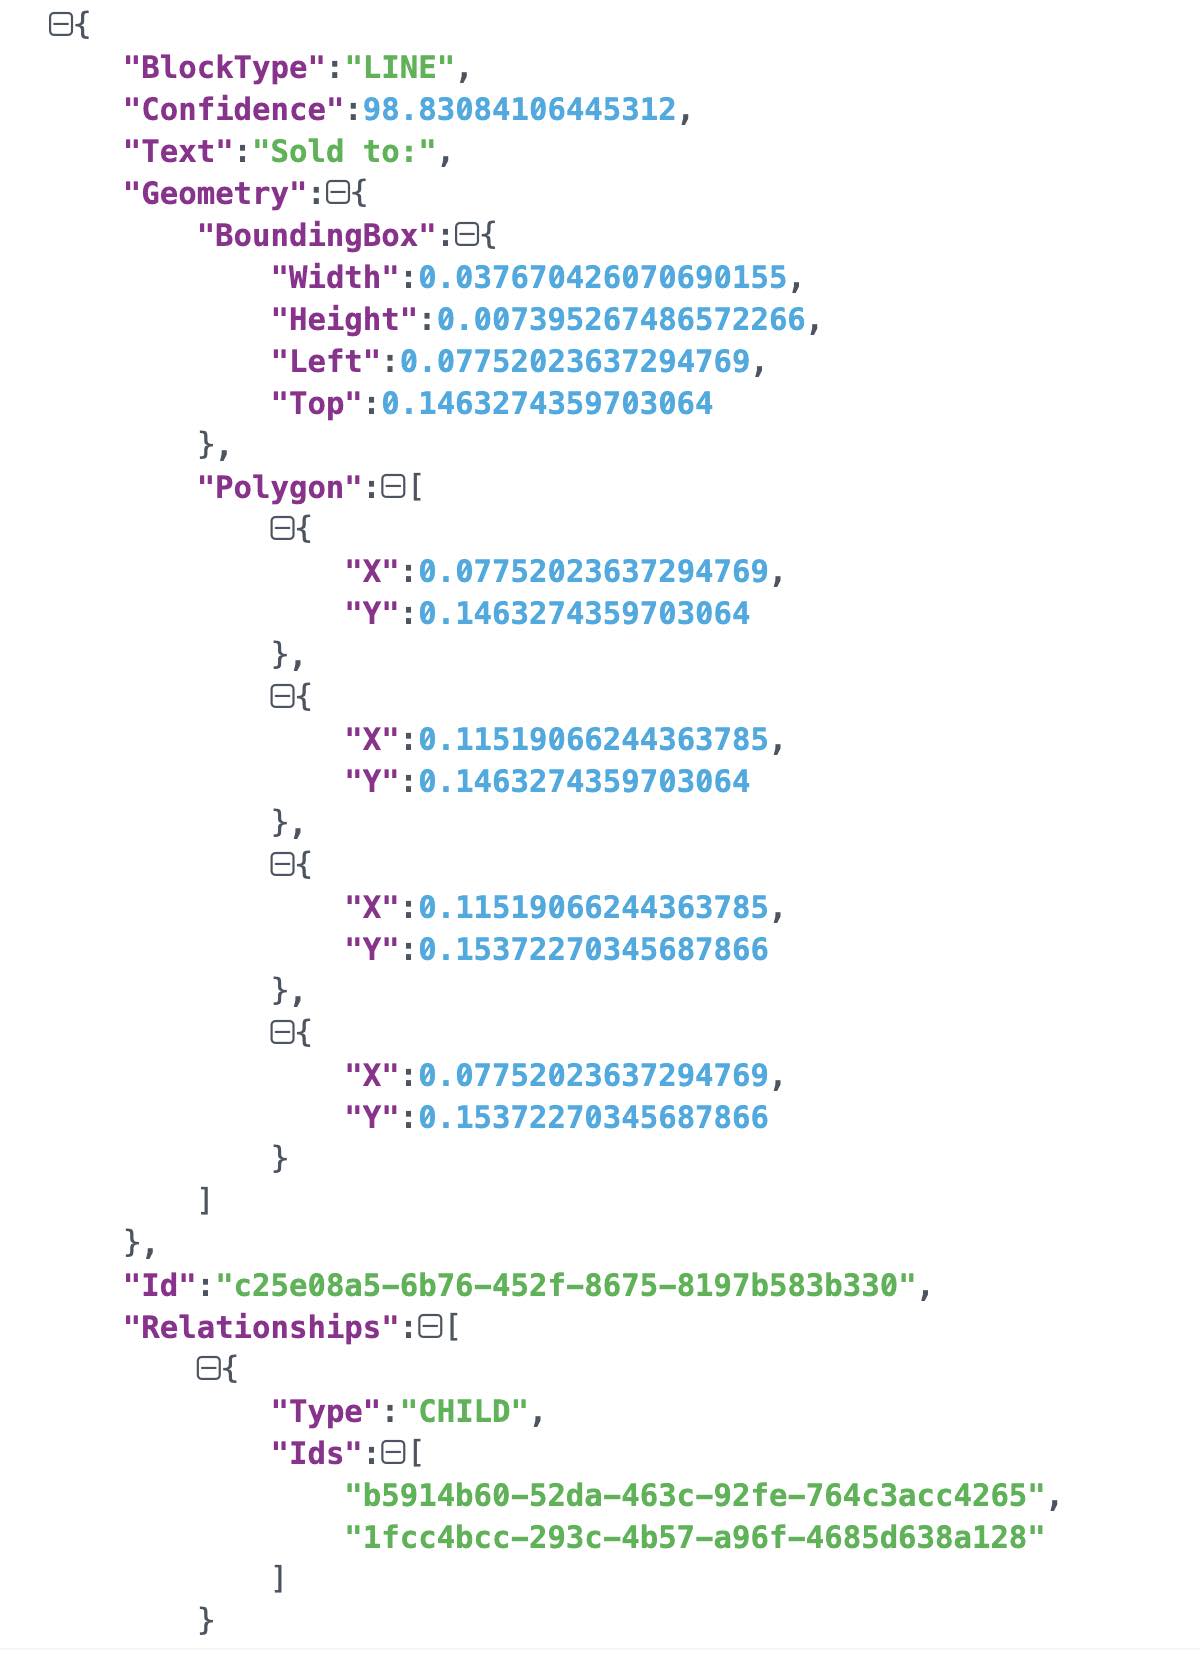 {
"BlockType":"LINE",
"Confidence":98.83084106445312,
"Text":"Sold to:",
"Geometry":{
"BoundingBox":{
"Width":0.037670426070690155,
"Height":0.007395267486572266,
"Left":0.07752023637294769,
"Top":0.1463274359703064
},
"Polygon":[
{
"X":0.07752023637294769,
"Y":0.1463274359703064
},
{
"X":0.11519066244363785,
"Y":0.1463274359703064
},
{
"X":0.11519066244363785,
"Y":0.15372270345687866
},
{
"X":0.07752023637294769,
"Y":0.15372270345687866
}
]
},
"Id":"c25e08a5-6b76-452f-8675-8197b583b330",
"Relationships":[
{
"Type":"CHILD",
"Ids":[
"b5914b60-52da-463c-92fe-764c3acc4265",
"1fcc4bcc-293c-4b57-a96f-4685d638a128"
]
}